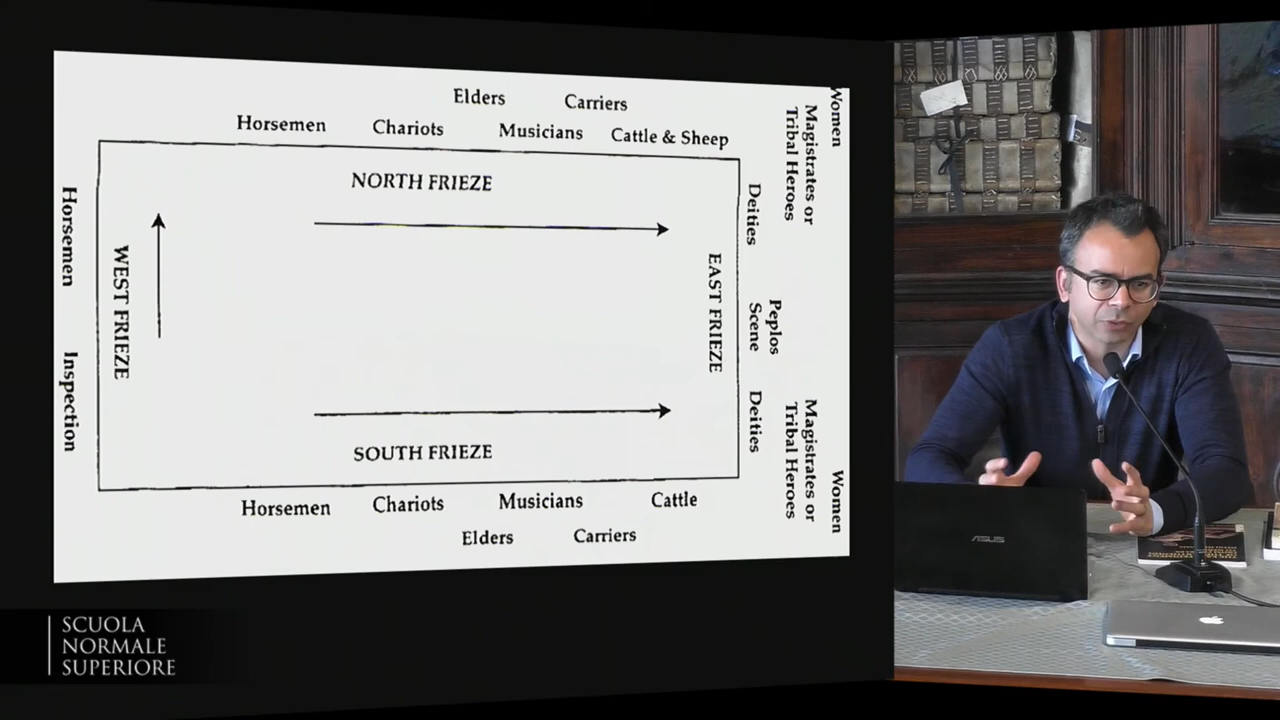 Elders
Carriers
Horsemen
Chariots
Musicians
Cattle & Sheep
NORTH FRIEZE
Horsemen
Inspection
WEST FRIEZE
EAST FRIEZE
Deities
Peplos
Scene
Deities
Magistrates or
Tribal Heroes
Women
Magistrates or
Tribal Heroes
Women
SOUTH FRIEZE
Horsemen
Chariots
Musicians
Cattle
Elders
Carriers
ASUS
SCUOLA
NORMALE
SUPERIORE